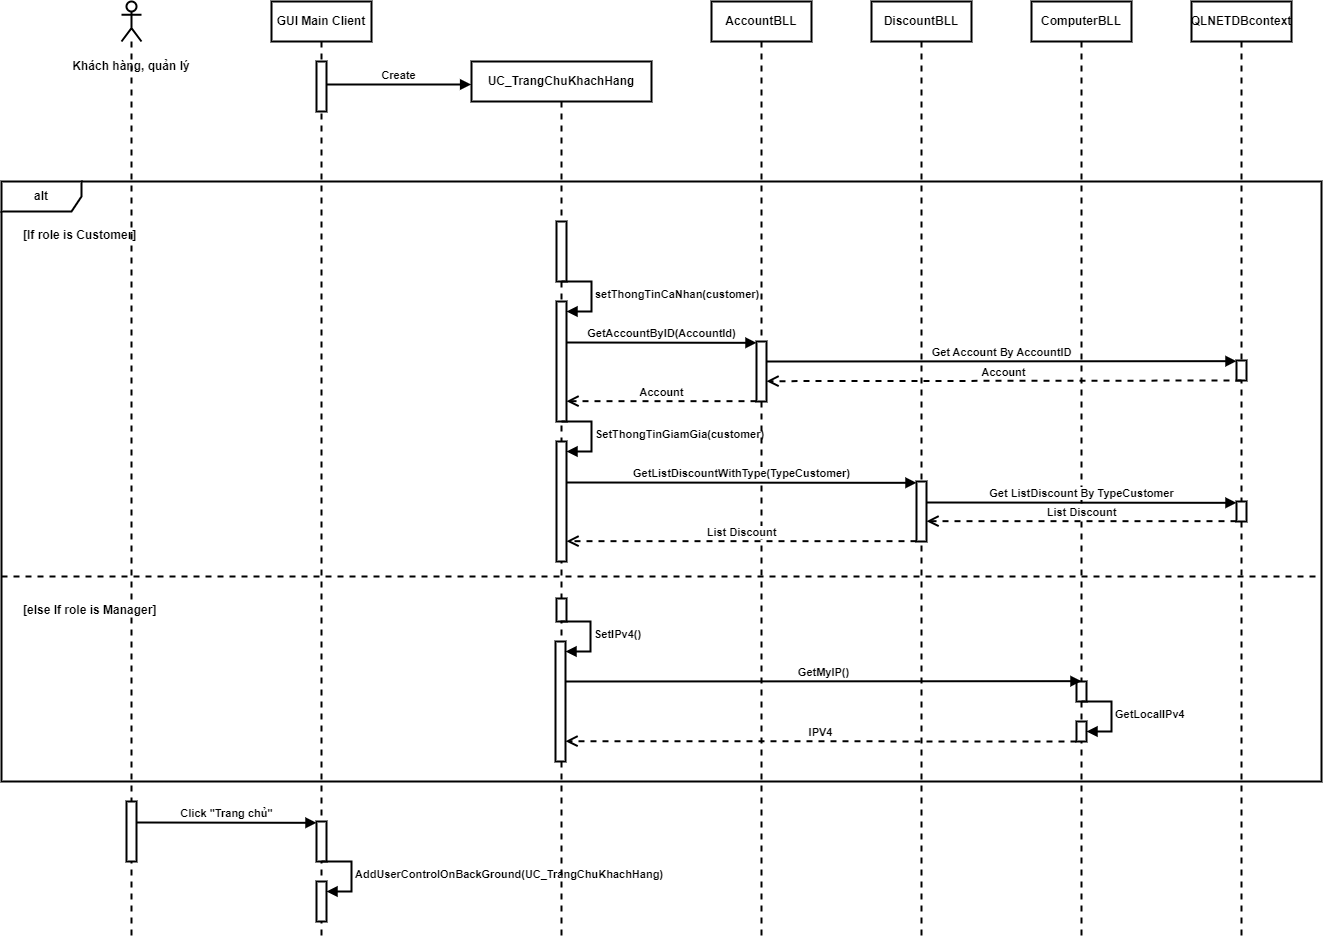 GUI Main Client
AccountBLL
DiscountBLL
ComputerBLL
QLNETDBcontext
Khách hàng, quản lý
Create
UC_TrangChuKhachHang
alt
[If role is Customer]
setThongTinCaNhan(customer)
GetAccountByID(AccountId)
Get Account By AccountID
Account
Account
SetThongTinGiamGia(customer)
GetListDiscountWithType(TypeCustomer)
Get ListDiscount By TypeCustomer
List Discount
List Discount
[else If role is Manager]
SetIPv4()
GetMyIP()
GetLocalIPv4
IPV4
Click "Trang chủ"
AddUserControlOnBackGround(UC_TrangChuKhachHang)